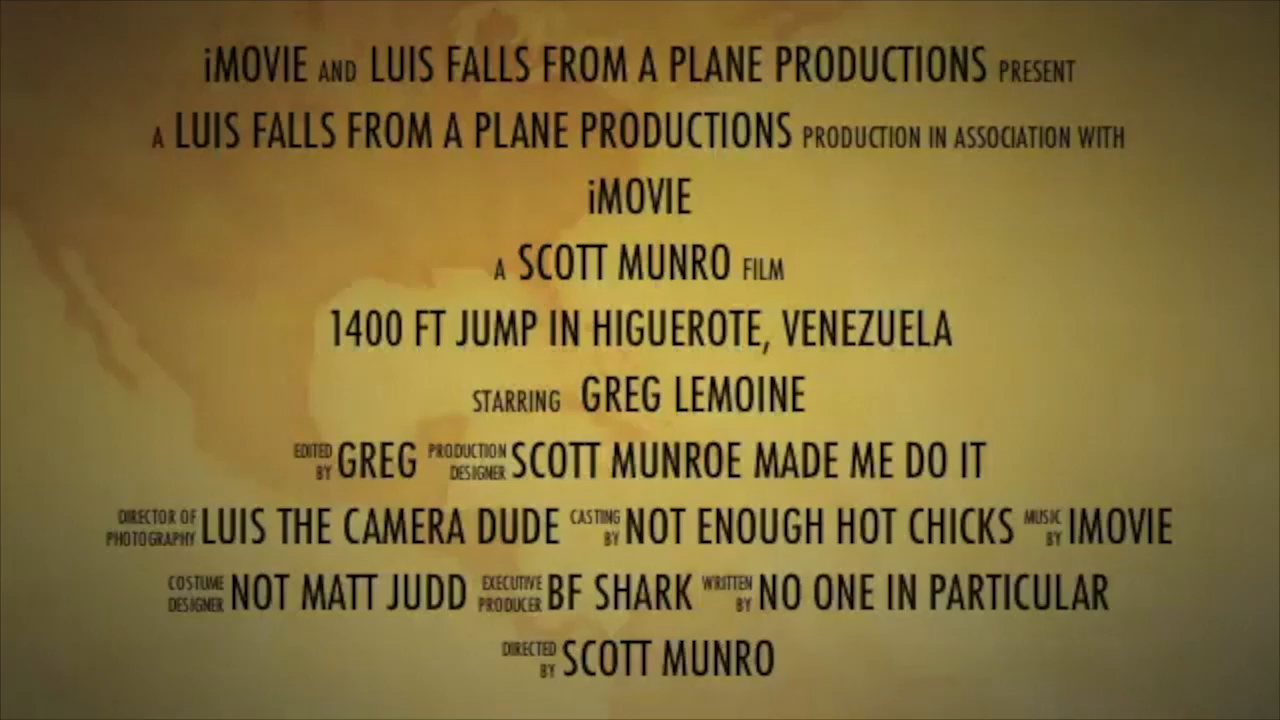 iMOVIE AND LUIS FALLS FROM A PLANE PRODUCTIONS PRESENT
A LUIS FALLS FROM A PLANE PRODUCTIONS PRODUCTION IN ASSOCIATION WITH
iMOVIE
A SCOTT MUNRO FILM
1400 FT JUMP IN HIGUEROTE, VENEZUELA
STARRING GREG LEMOINE
EDITED BY GREG PRODUCTION DESIGNER SCOTT MUNROE MADE ME DO IT
DIRECTOR OF PHOTOGRAPHY LUIS THE CAMERA DUDE CASTING BY NOT ENOUGH HOT CHICKS MUSIC BY IMOVIE
COSTUME DESIGNER NOT MATT JUDD EXECUTIVE PRODUCER BF SHARK WRITTEN BY NO ONE IN PARTICULAR
DIRECTED BY SCOTT MUNRO